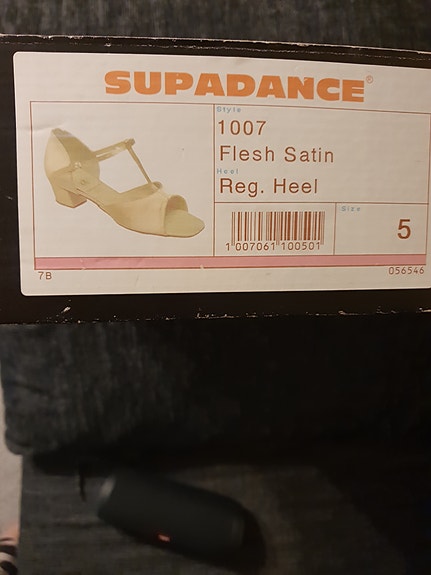 SUPADANCE®
Style
1007
Flesh Satin
Heel
Reg. Heel
Size
5
1 007061 100501
7B
056546